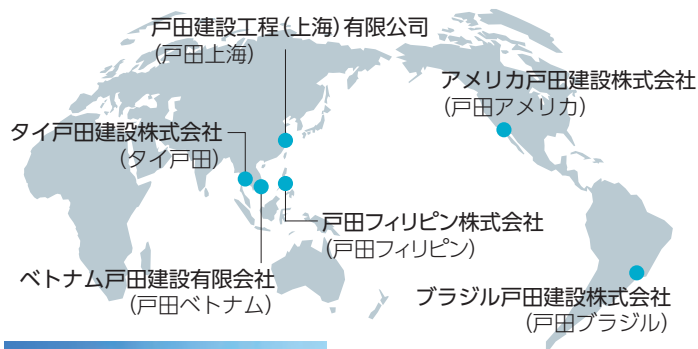 戸田建設工程(上海)有限公司
(戸田上海)
アメリカ戸田建設株式会社
(戸田アメリカ)
タイ戸田建設株式会社
(タイ戸田)
戸田フィリピン株式会社
(戸田フィリピン)
ベトナム戸田建設有限会社
(戸田ベトナム)
ブラジル戸田建設株式会社
(戸田ブラジル)